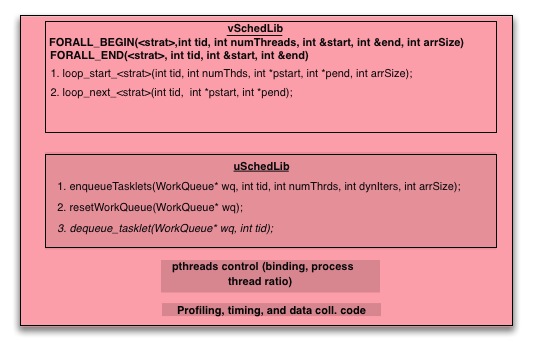 vSchedLib
FORALL_BEGIN(<strat>,int tid, int numThreads, int &start, int &end, int arrSize)
FORALL_END(<strat>, int tid, int &start, int &end)
1. loop_start_<strat>(int tid, int numThds, int *pstart, int *pend, int arrSize);
2. loop_next_<strat>(int tid, int *pstart, int *pend);
uSchedLib
1. enqueueTasklets(WorkQueue* wq, int tid, int numThrds, int dynIters, int arrSize);
2. resetWorkQueue(WorkQueue* wq);
3. dequeue_tasklet(WorkQueue* wq, int tid);
pthreads control (binding, process
thread ratio)
Profiling, timing, and data coll. code